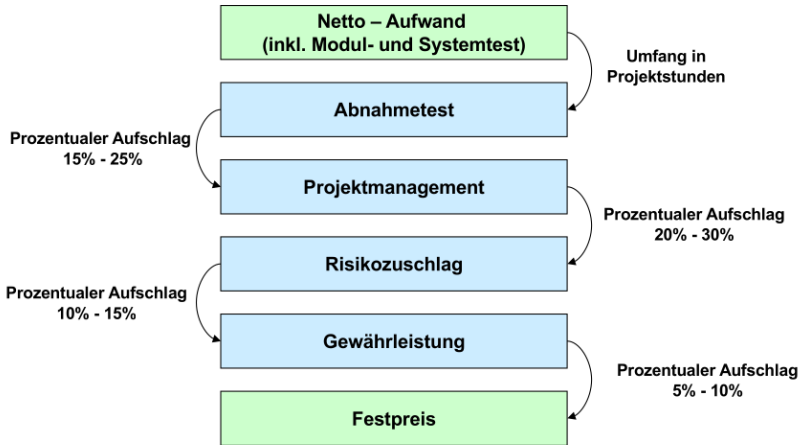 Netto – Aufwand
(inkl. Modul- und Systemtest)
Umfang in
Projektstunden
Abnahmetest
Prozentualer Aufschlag
15% - 25%
Projektmanagement
Prozentualer Aufschlag
20% - 30%
Risikozuschlag
Prozentualer Aufschlag
10% - 15%
Gewährleistung
Prozentualer Aufschlag
5% - 10%
Festpreis